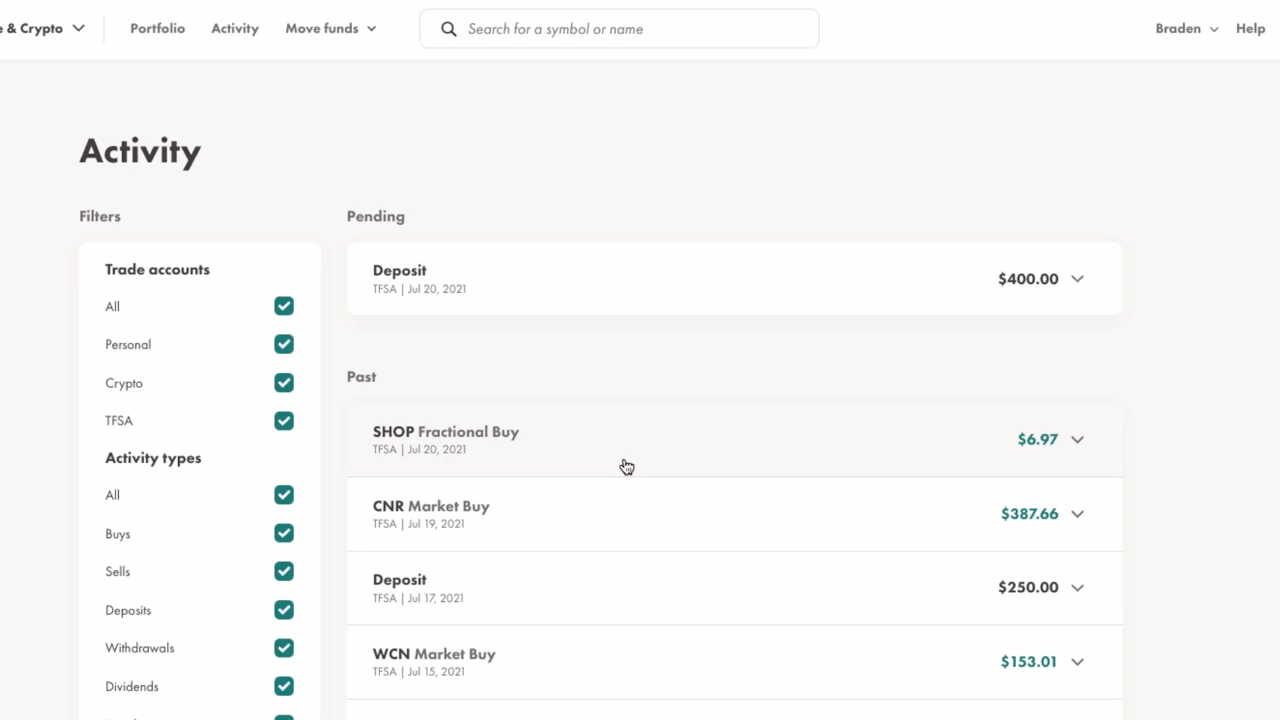 e & Crypto Portfolio Activity Move funds Search for a symbol or name Braden Help
Activity
Filters
Trade accounts
All
Personal
Crypto
TFSA
Activity types
All
Buys
Sells
Deposits
Withdrawals
Dividends
Pending
Deposit $400.00
TFSA | Jul 20, 2021
Past
SHOP Fractional Buy $6.97
TFSA | Jul 20, 2021
CNR Market Buy $387.66
TFSA | Jul 19, 2021
Deposit $250.00
TFSA | Jul 17, 2021
WCN Market Buy $153.01
TFSA | Jul 15, 2021